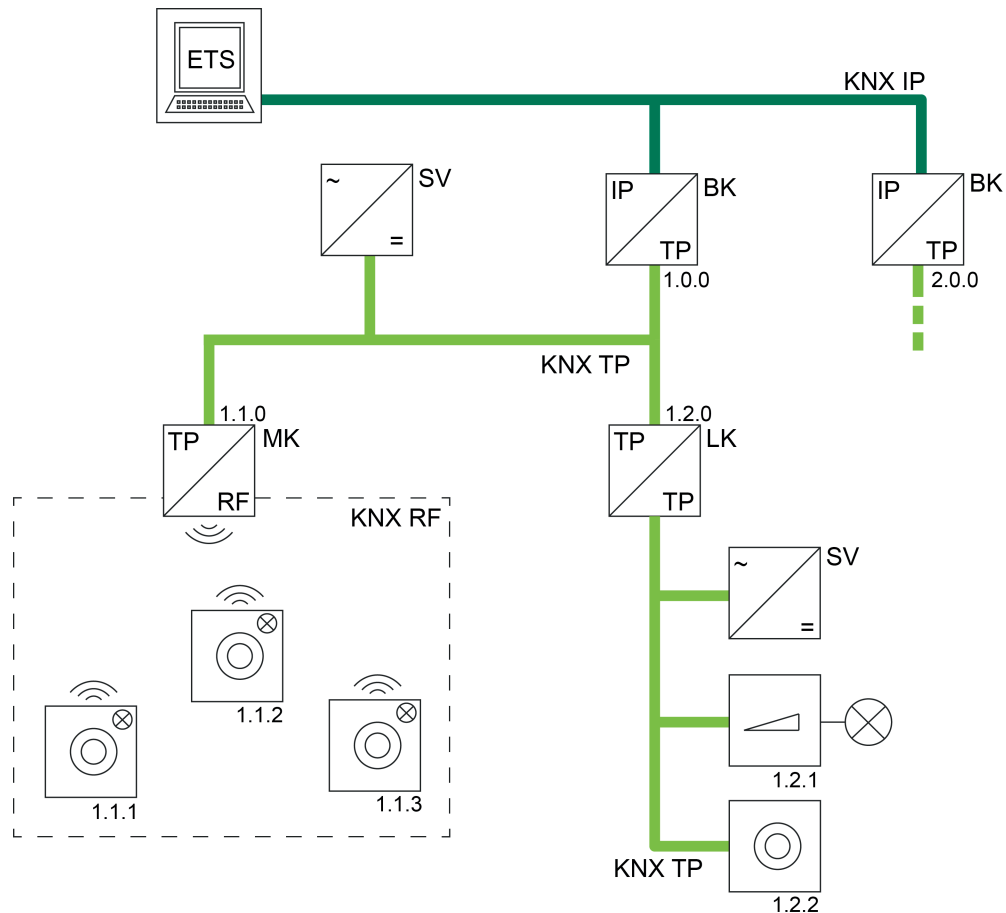 ETS
KNX IP
~
=
SV
IP
TP
BK
1.0.0
IP
TP
BK
2.0.0
KNX TP
1.1.0
TP
RF
MK
1.2.0
TP
TP
LK
KNX RF
~
=
SV
1.1.2
1.1.1
1.1.3
1.2.1
KNX TP
1.2.2